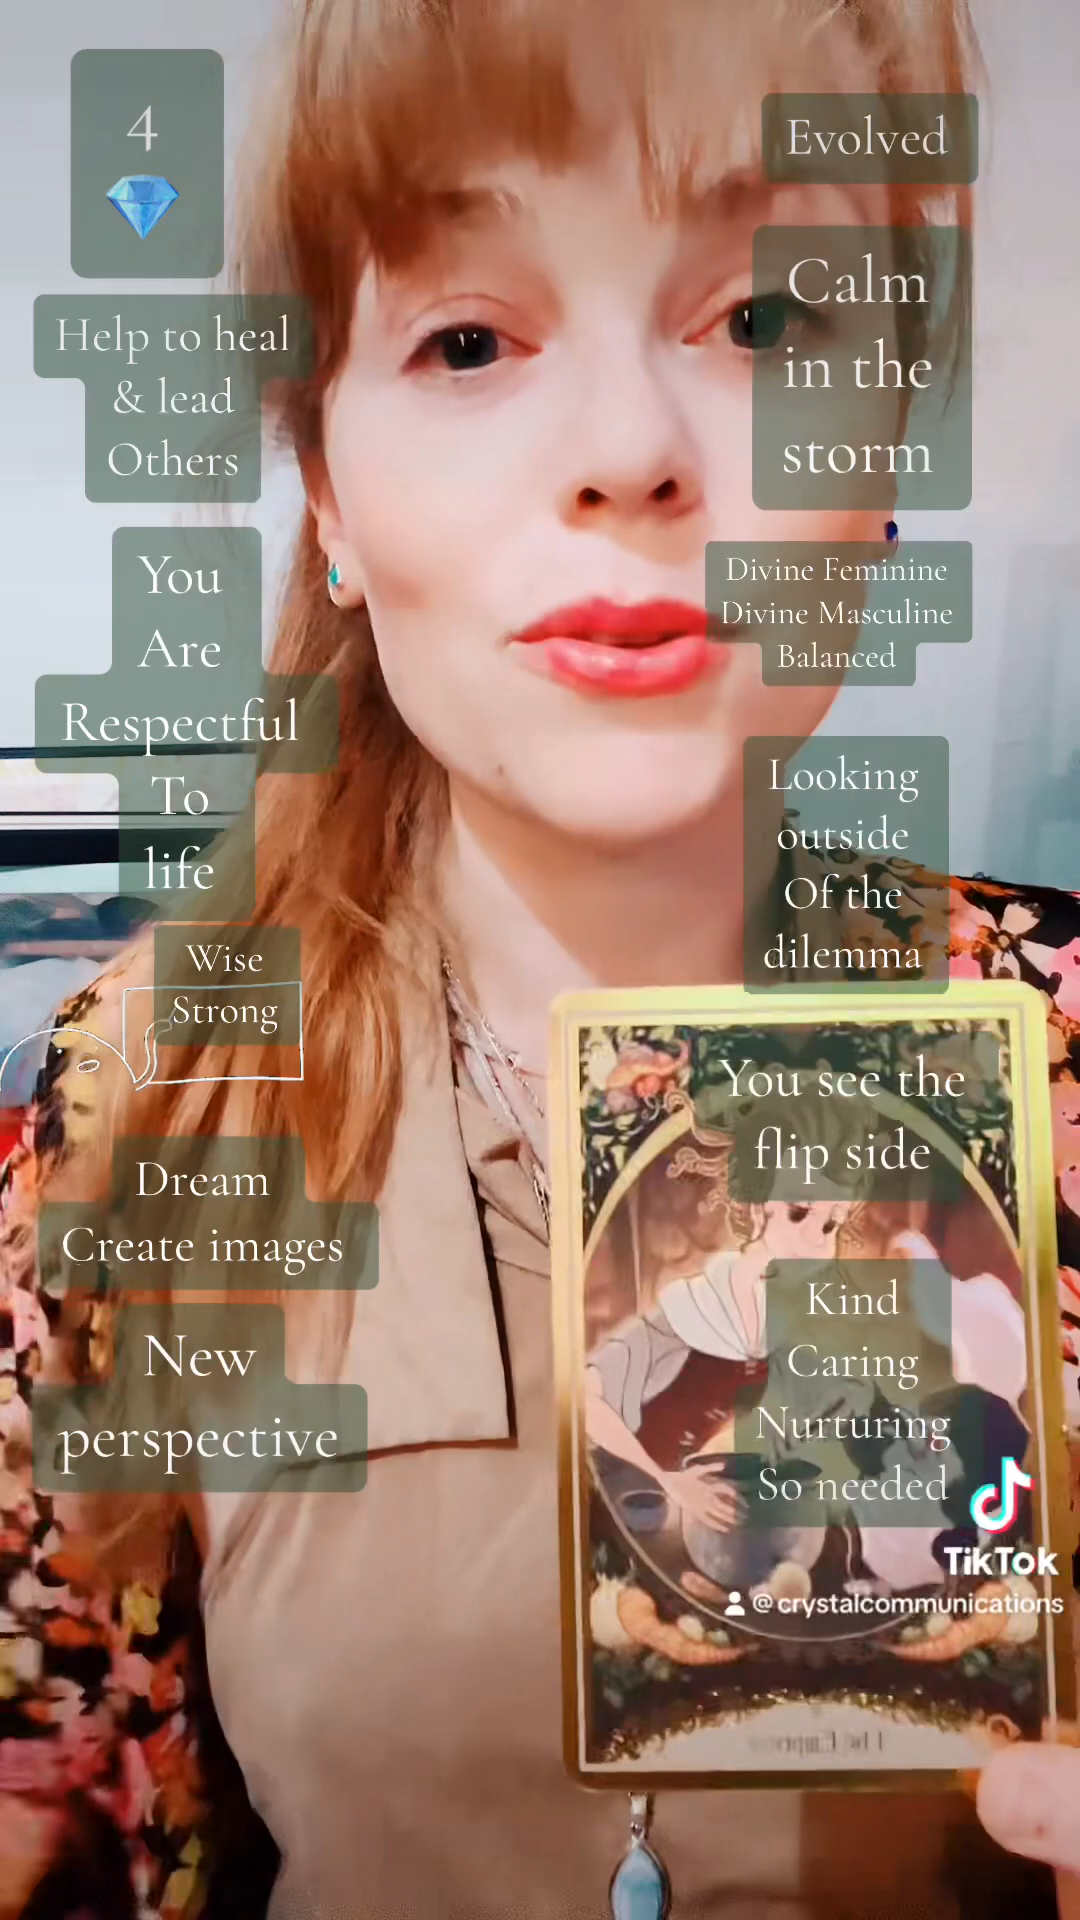 4
Help to heal
& lead
Others
You
Are
Respectful
To
life
Wise
Strong
Dream
Create images
New
perspective
Evolved
Calm
in the
storm
Divine Feminine
Divine Masculine
Balanced
Looking
outside
Of the
dilemma
You see the
flip side
Kind
Caring
Nurturing
So needed
TikTok
@crystalcommunications
The Empress